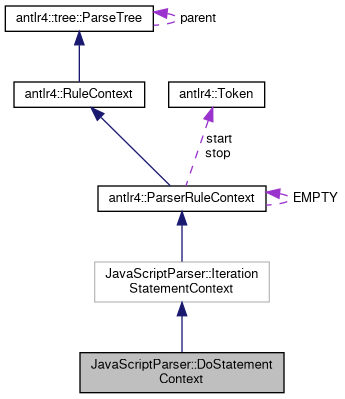 antlr4::tree::ParseTree
parent
antlr4::RuleContext
antlr4::Token
start
stop
antlr4::ParserRuleContext
EMPTY
JavaScriptParser::Iteration
StatementContext
JavaScriptParser::DoStatement
Context